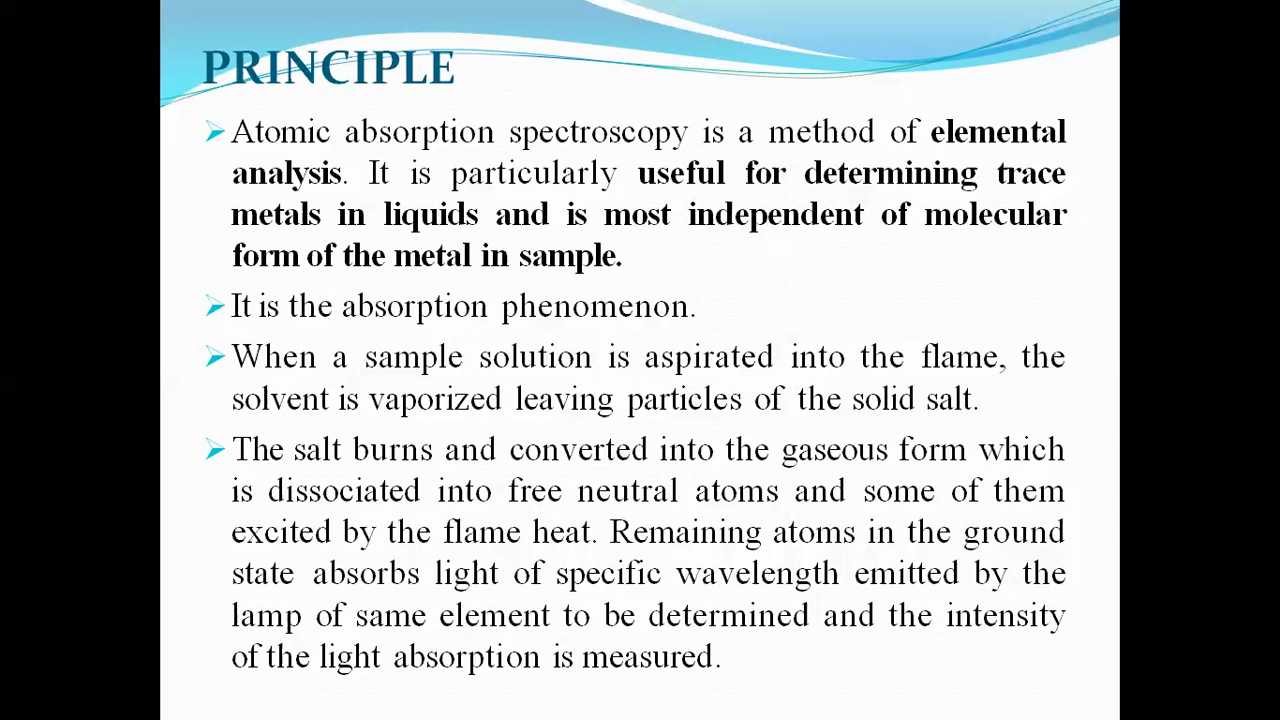 PRINCIPLE
Atomic absorption spectroscopy is a method of elemental
analysis. It is particularly useful for determining trace
metals in liquids and is most independent of molecular
form of the metal in sample.
It is the absorption phenomenon.
When a sample solution is aspirated into the flame, the
solvent is vaporized leaving particles of the solid salt.
The salt burns and converted into the gaseous form which
is dissociated into free neutral atoms and some of them
excited by the flame heat. Remaining atoms in the ground
state absorbs light of specific wavelength emitted by the
lamp of same element to be determined and the intensity
of the light absorption is measured.